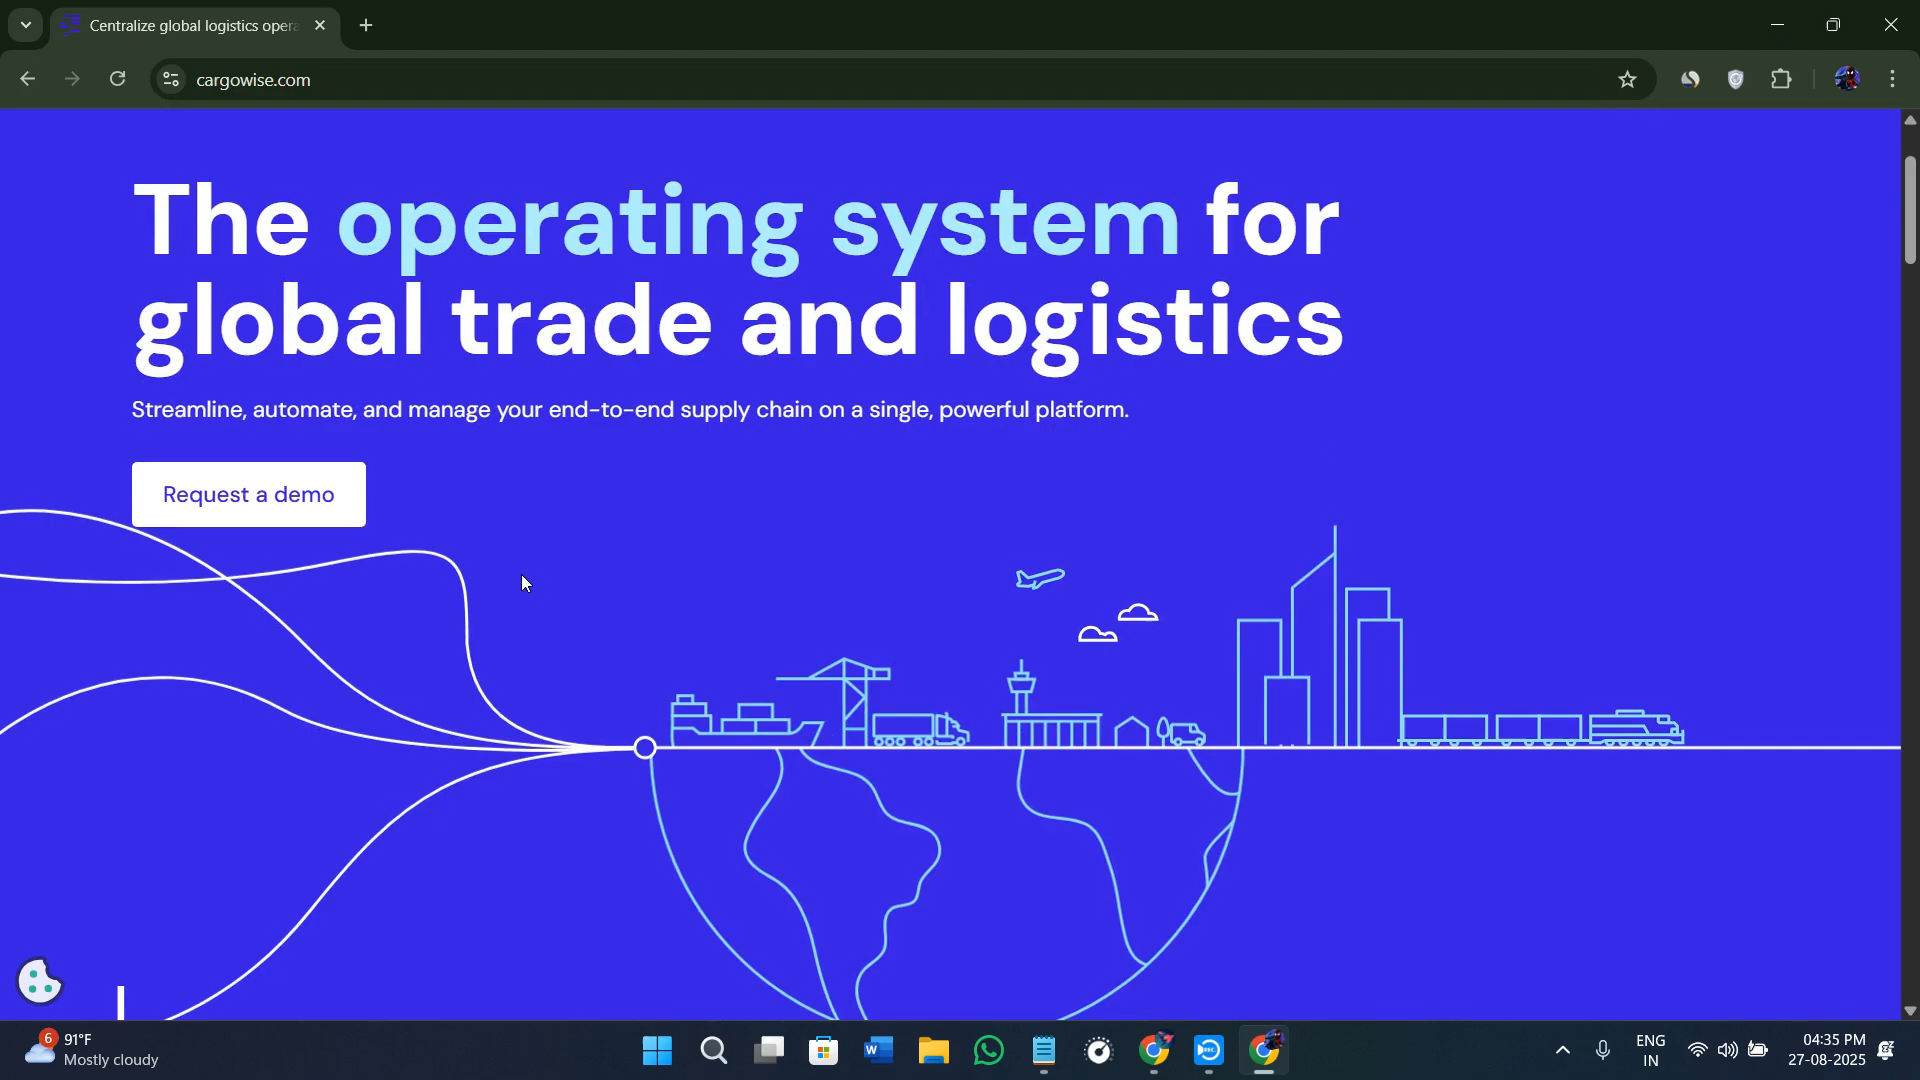 Centralize global logistics opera
cargowise.com
The operating system for
global trade and logistics
Streamline, automate, and manage your end-to-end supply chain on a single, powerful platform.
Request a demo
6
91°F
Mostly cloudy
W
ENG
IN
04:35 PM
27-08-2025